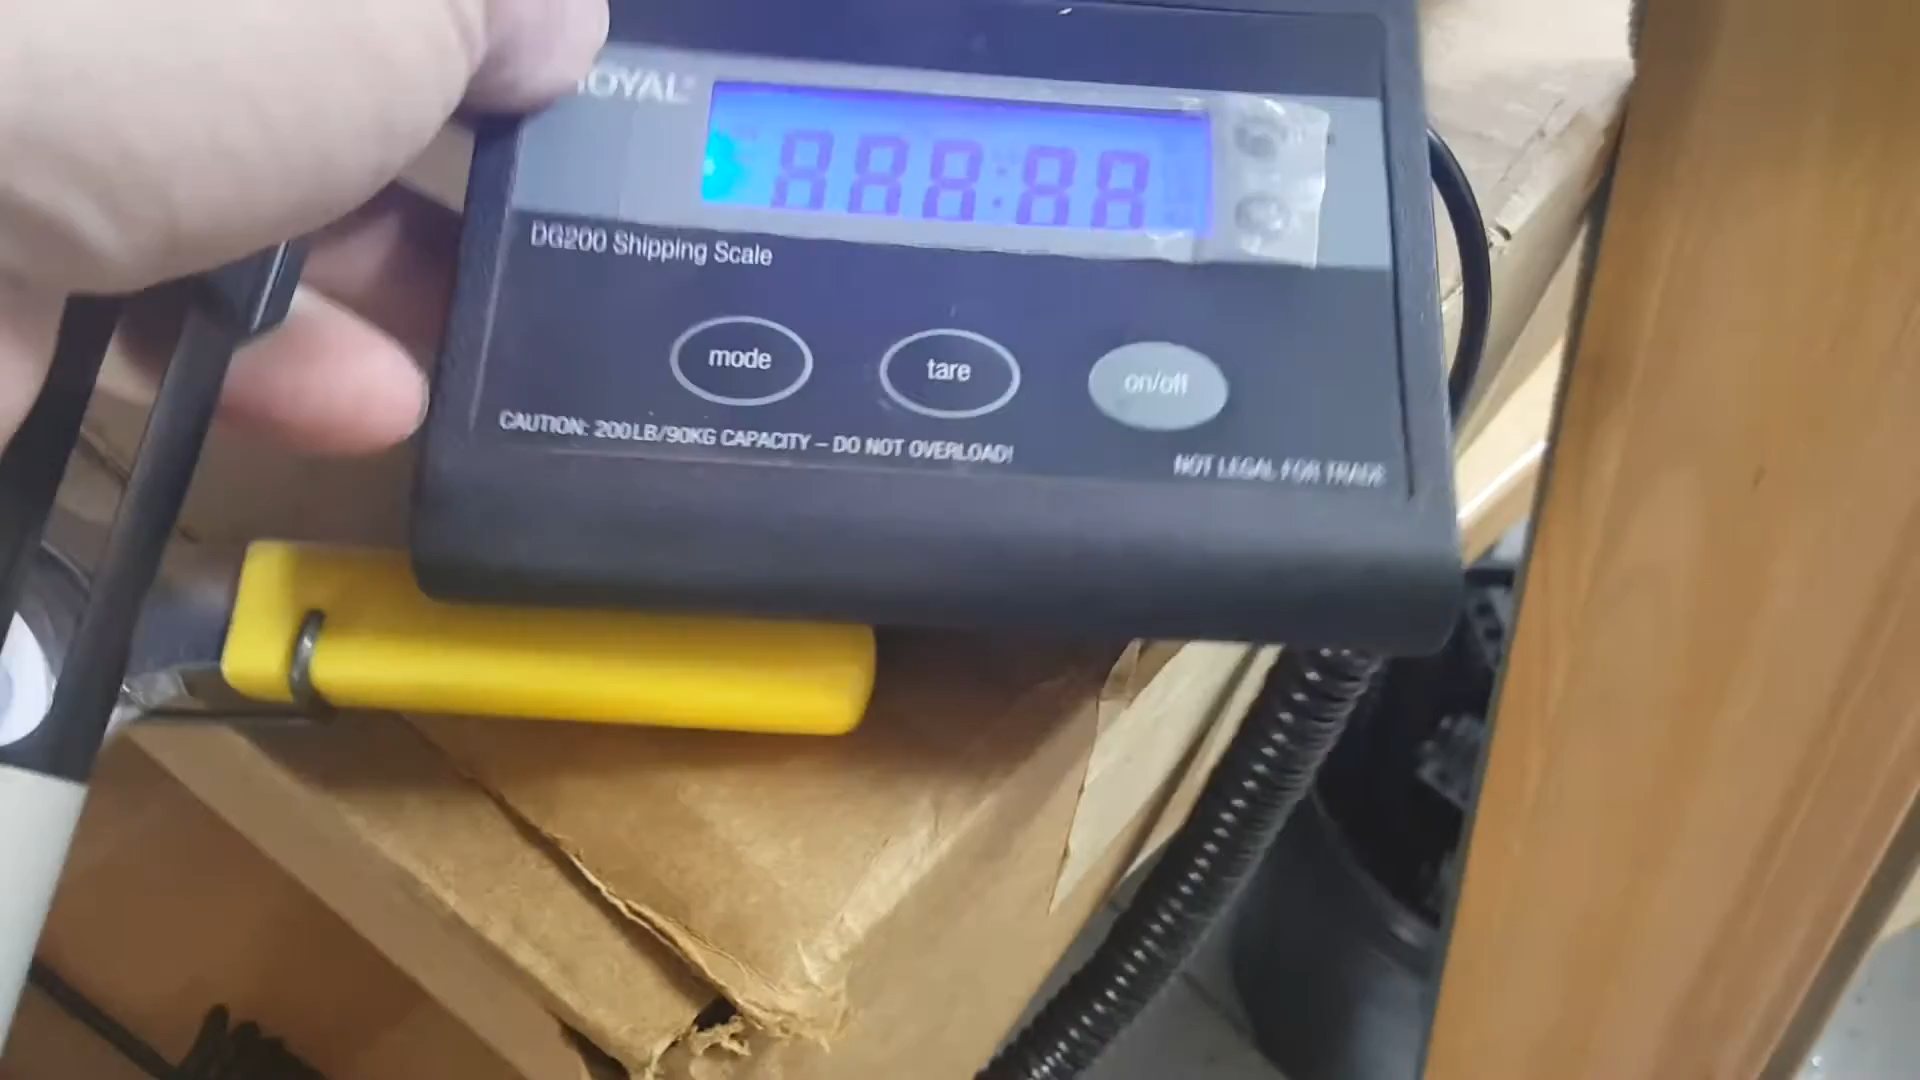 ROYAL
888:88
DG200 Shipping Scale
mode
tare
on/off
CAUTION: 200LB/90KG CAPACITY – DO NOT OVERLOAD!
NOT LEGAL FOR TRADE